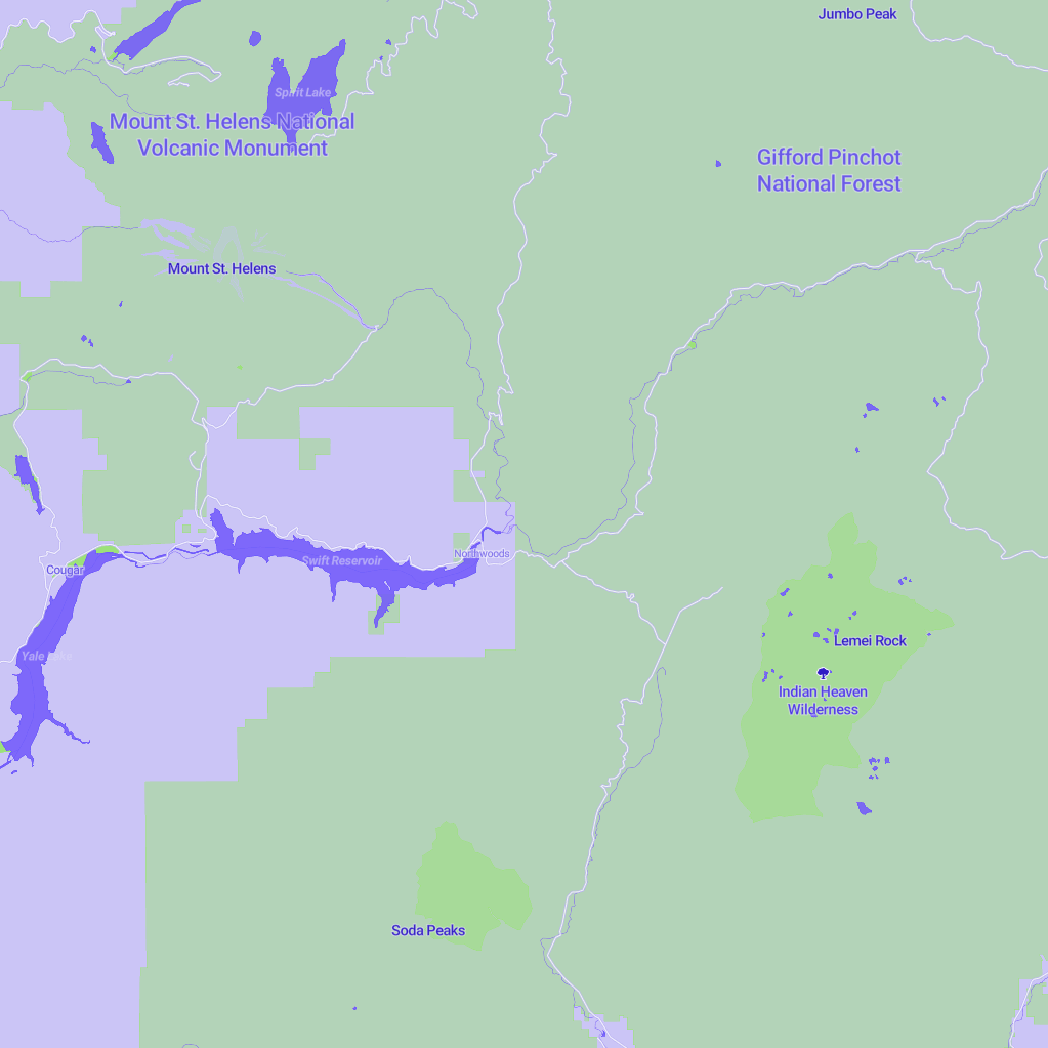 Jumbo Peak
Spirit Lake
Mount St. Helens National
Volcanic Monument
Gifford Pinchot
National Forest
Mount St. Helens
Northwoods
Swift Reservoir
Cougar
Lemei Rock
Yale Lake
Indian Heaven
Wilderness
Soda Peaks